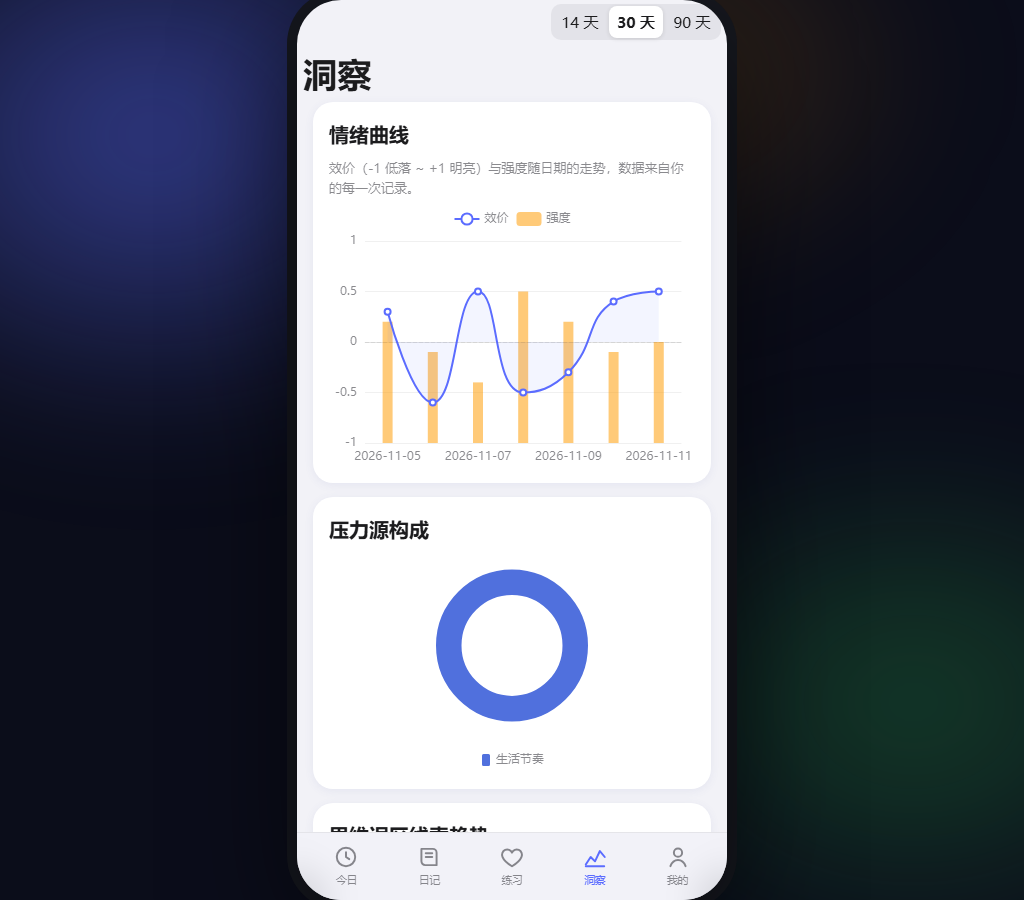 14 天 30 天 90 天
洞察
情绪曲线
效价（-1 低落 ~ +1 明亮）与强度随日期的走势，数据来自你
的每一次记录。
效价 强度
1
0.5
0
-0.5
-1
2026-11-05 2026-11-07 2026-11-09 2026-11-11
压力源构成
生活节奏
今日 日记 练习 洞察 我的